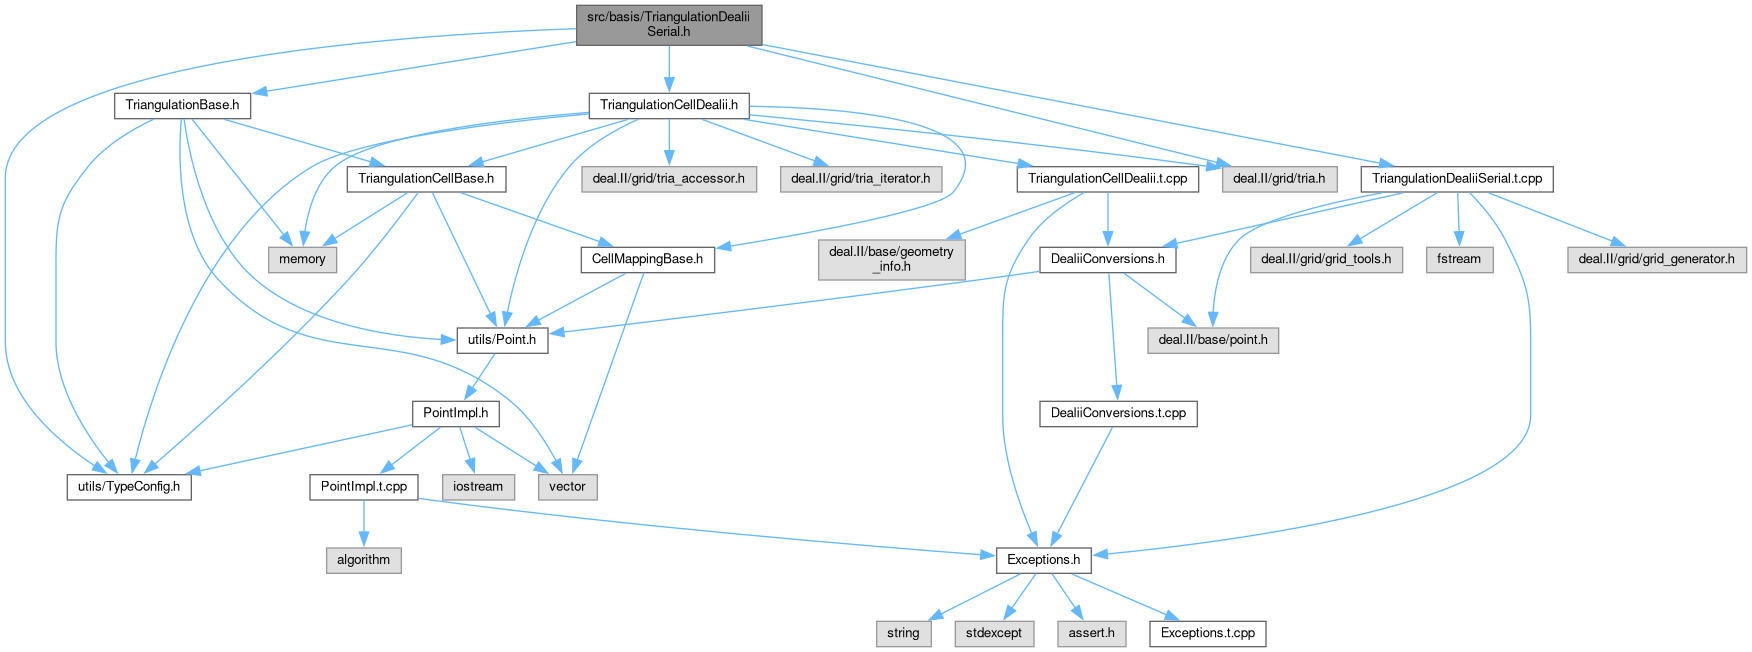 src/basis/TriangulationDealii
Serial.h
TriangulationBase.h
TriangulationCellDealii.h
TriangulationCellBase.h
deal.II/grid/tria_accessor.h
deal.II/grid/tria_iterator.h
TriangulationCellDealii.t.cpp
deal.II/grid/tria.h
TriangulationDealiiSerial.t.cpp
memory
CellMappingBase.h
deal.II/base/geometry
_info.h
DealiiConversions.h
deal.II/grid/grid_tools.h
fstream
deal.II/grid/grid_generator.h
utils/Point.h
deal.II/base/point.h
PointImpl.h
DealiiConversions.t.cpp
utils/TypeConfig.h
PointImpl.t.cpp
iostream
vector
algorithm
Exceptions.h
string
stdexcept
assert.h
Exceptions.t.cpp